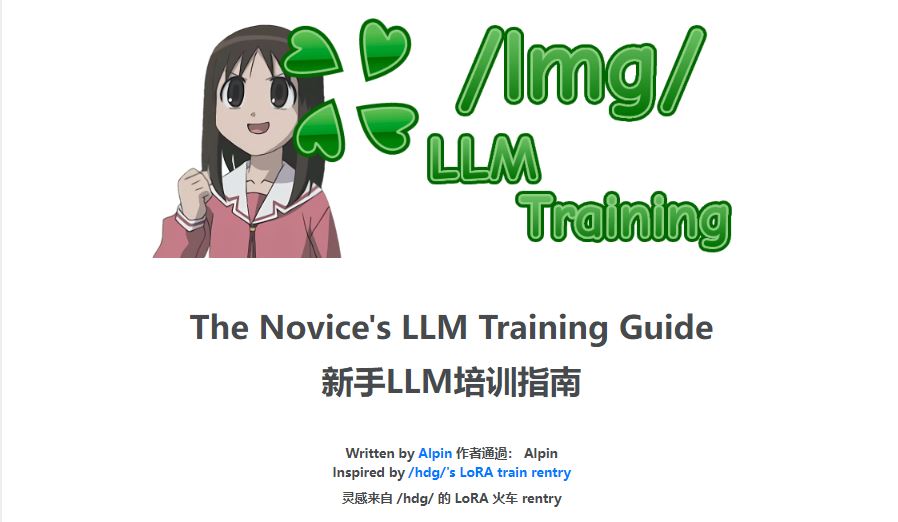 /lmg/
LLM
Training
The Novice's LLM Training Guide
新手LLM培训指南
Written by Alpin 作者通過： Alpin
Inspired by /hdg/'s LoRA train rentry
灵感来自 /hdg/ 的 LoRA 火车 rentry